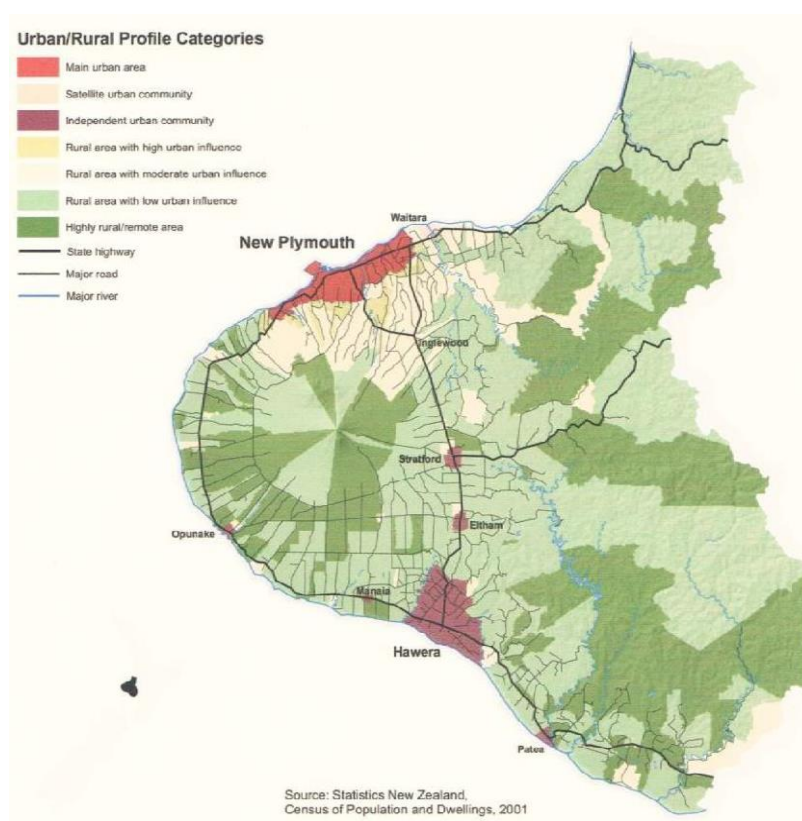 Urban/Rural Profile Categories
Main urban area
Satellite urban community
Independent urban community
Rural area with high urban influence
Rural area with moderate urban influence
Rural area with low urban influence
Highly rural/remote area
State highway
Major road
Major river
Waitara
New Plymouth
Inglewood
Stratford
Eltham
Opunake
Manaia
Hawera
Patea
Source: Statistics New Zealand,
Census of Population and Dwellings, 2001